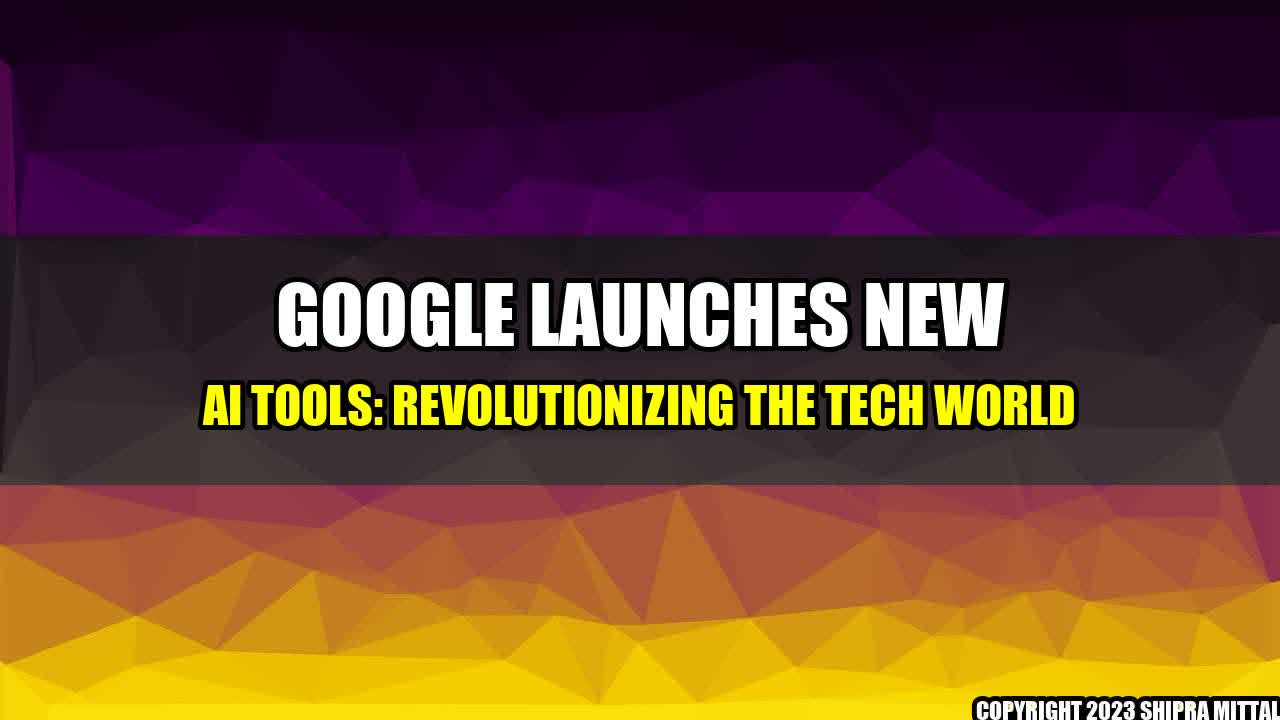 GOOGLE LAUNCHES NEW
AI TOOLS: REVOLUTIONIZING THE TECH WORLD
COPYRIGHT 2023 SHIPRA MITTAL